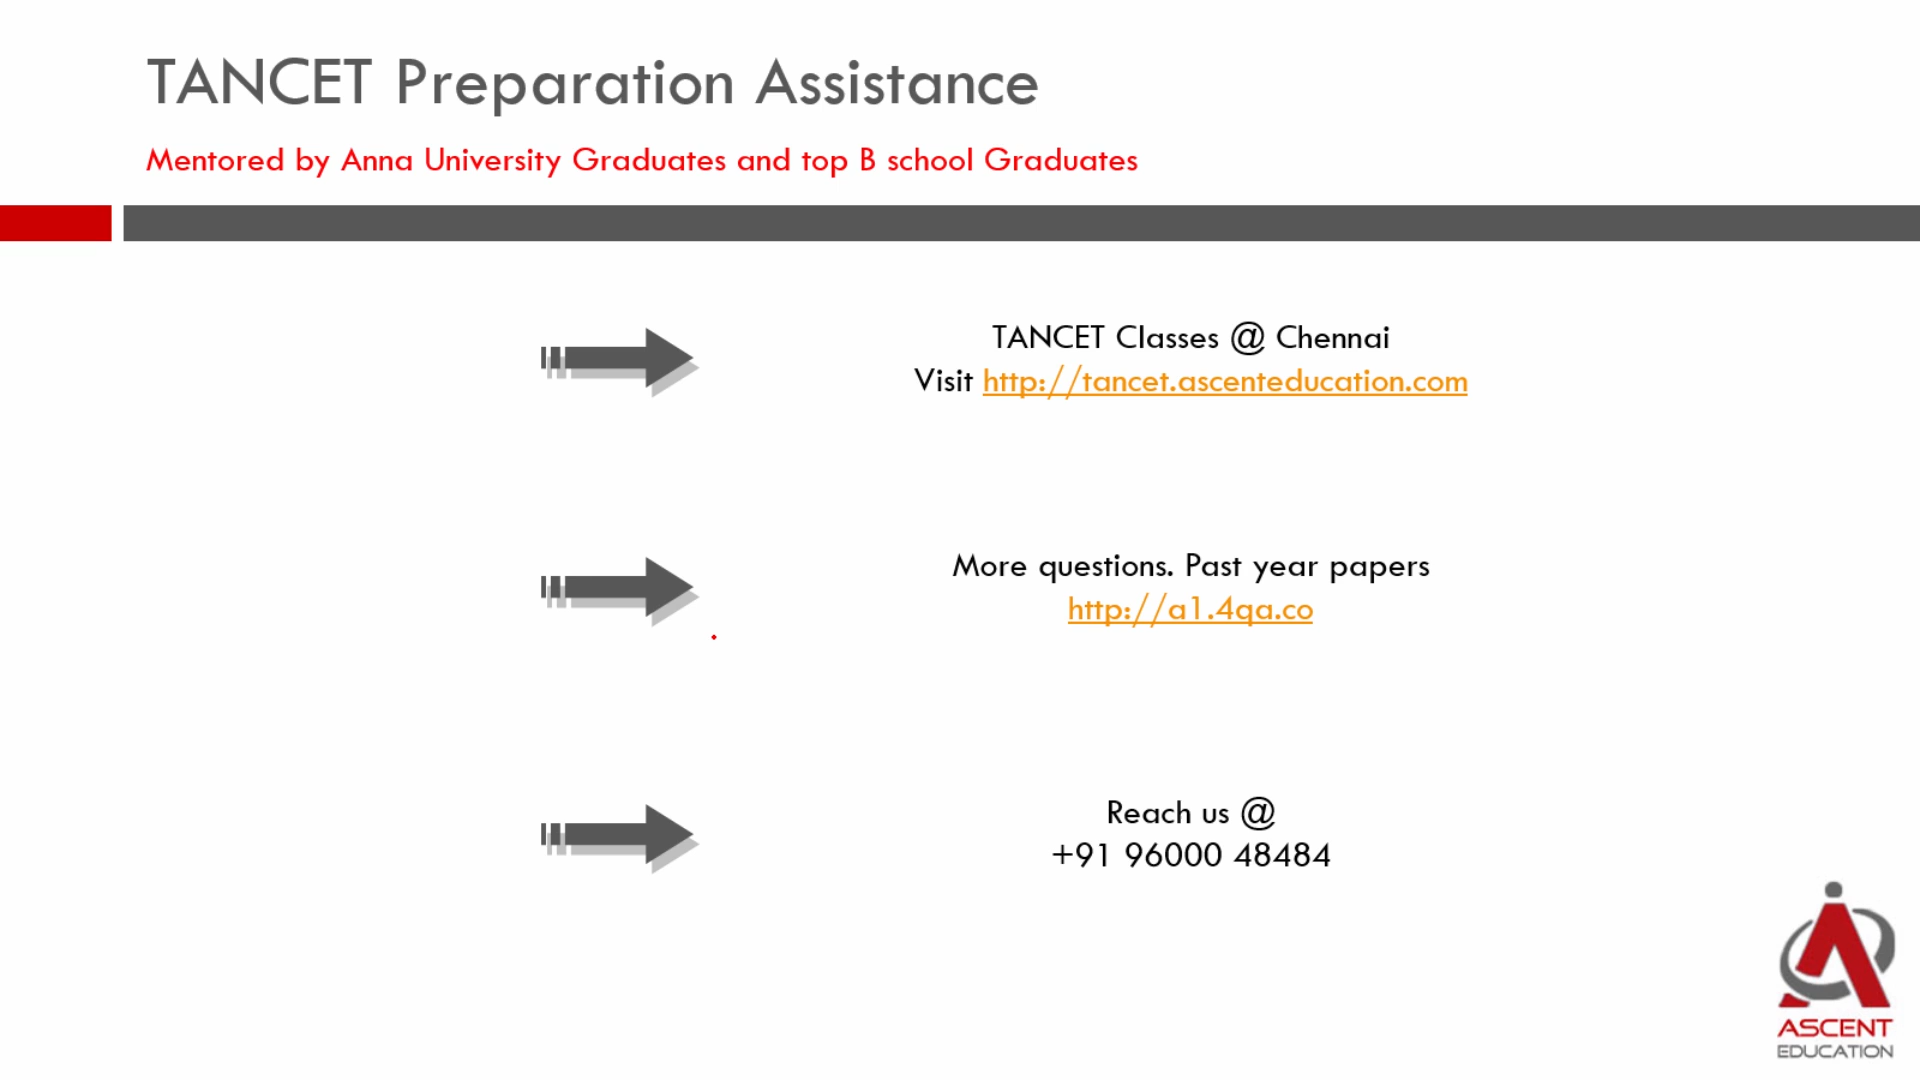 TANCET Preparation Assistance
Mentored by Anna University Graduates and top B school Graduates
TANCET Classes @ Chennai
Visit http://tancet.ascenteducation.com
More questions. Past year papers
http://a1.4qa.co
Reach us @
+91 96000 48484
ASCENT
EDUCATION